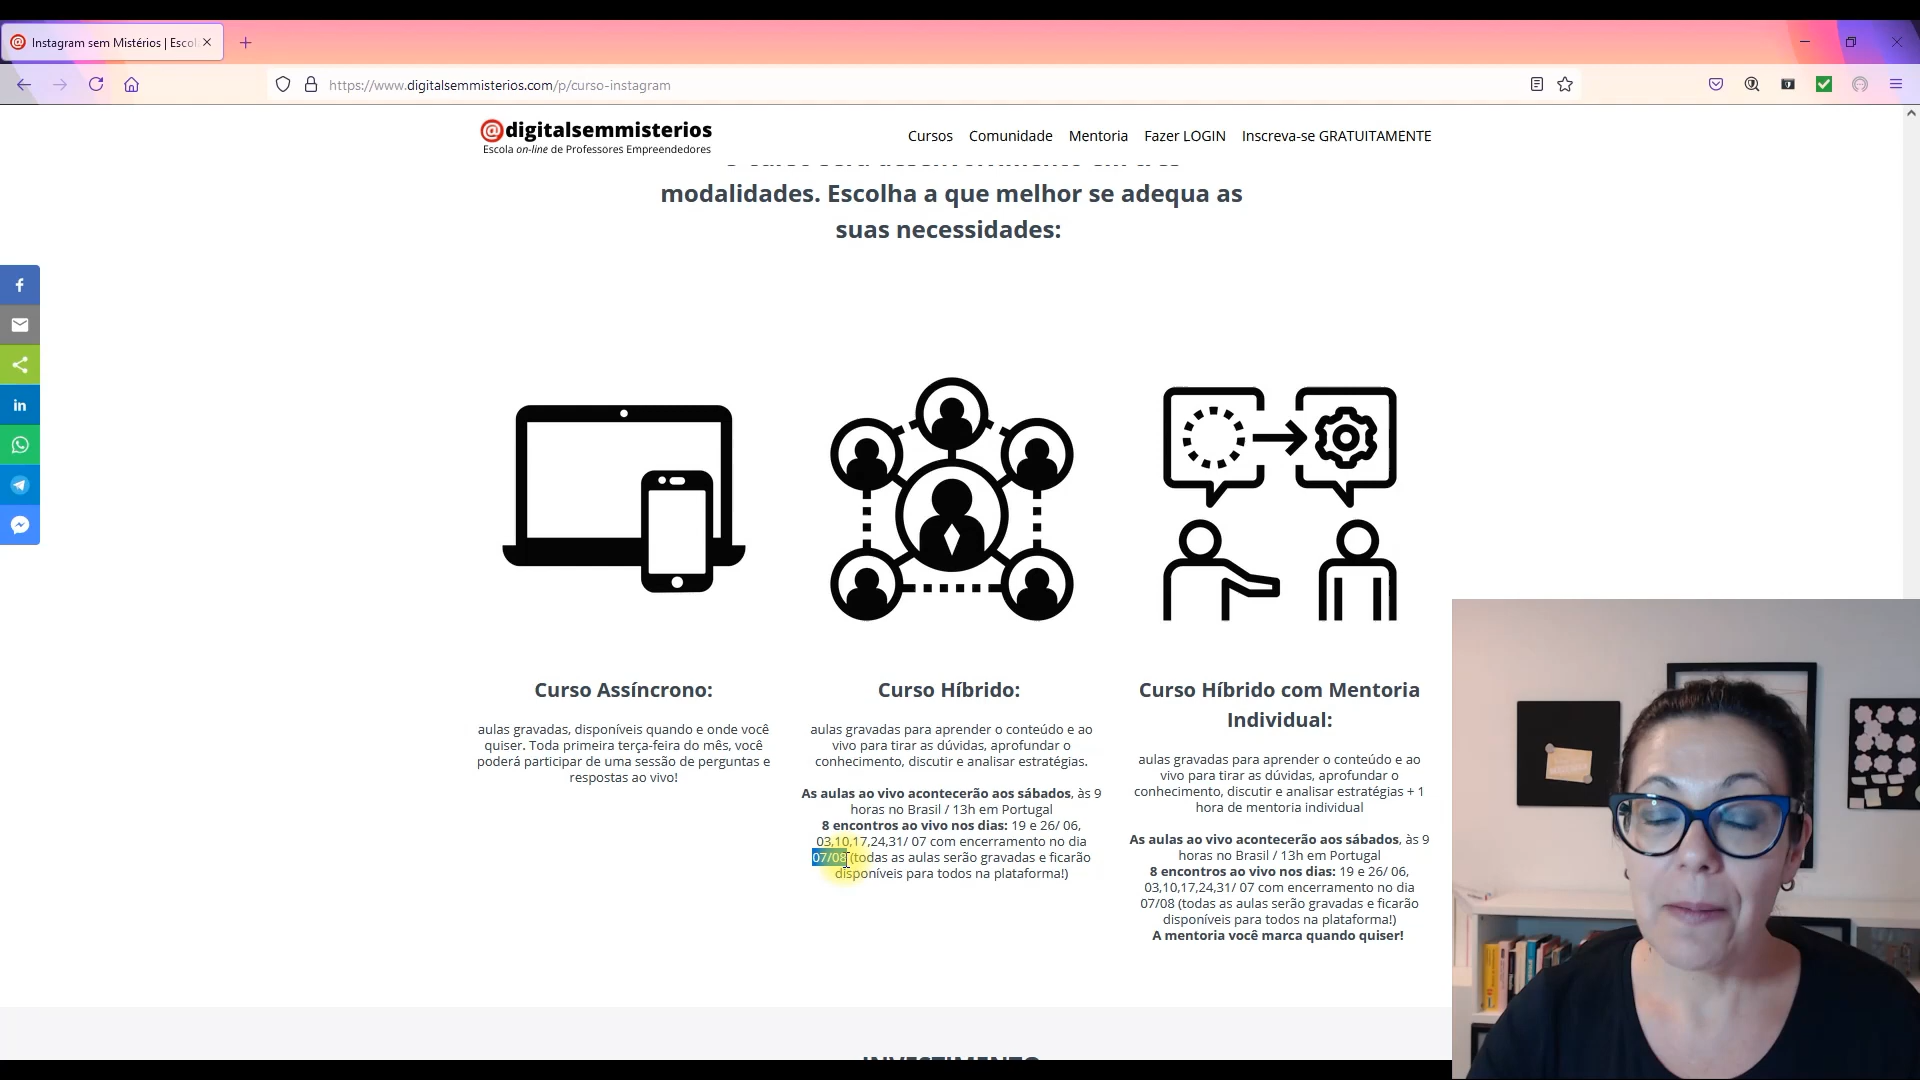 Instagram sem Mistérios | Escol
https://www.digitalsemmisterios.com/p/curso-instagram
@digitalsemmisterios
Escola on-line de Professores Empreendedores
Cursos Comunidade Mentoria Fazer LOGIN Inscreva-se GRATUITAMENTE
modalidades. Escolha a que melhor se adequa as
suas necessidades:
Curso Assíncrono:
aulas gravadas, disponíveis quando e onde você
quiser. Toda primeira terça-feira do mês, você
poderá participar de uma sessão de perguntas e
respostas ao vivo!
Curso Híbrido:
aulas gravadas para aprender o conteúdo e ao
vivo para tirar as dúvidas, aprofundar o
conhecimento, discutir e analisar estratégias.
As aulas ao vivo acontecerão aos sábados, às 9
horas no Brasil / 13h em Portugal
8 encontros ao vivo nos dias: 19 e 26/ 06,
03,10,17,24,31/ 07 com encerramento no dia
07/08 (todas as aulas serão gravadas e ficarão
disponíveis para todos na plataforma!)
Curso Híbrido com Mentoria
Individual:
aulas gravadas para aprender o conteúdo e ao
vivo para tirar as dúvidas, aprofundar o
conhecimento, discutir e analisar estratégias + 1
hora de mentoria individual
As aulas ao vivo acontecerão aos sábados, às 9
horas no Brasil / 13h em Portugal
8 encontros ao vivo nos dias: 19 e 26/ 06,
03,10,17,24,31/ 07 com encerramento no dia
07/08 (todas as aulas serão gravadas e ficarão
disponíveis para todos na plataforma!)
A mentoria você marca quando quiser!